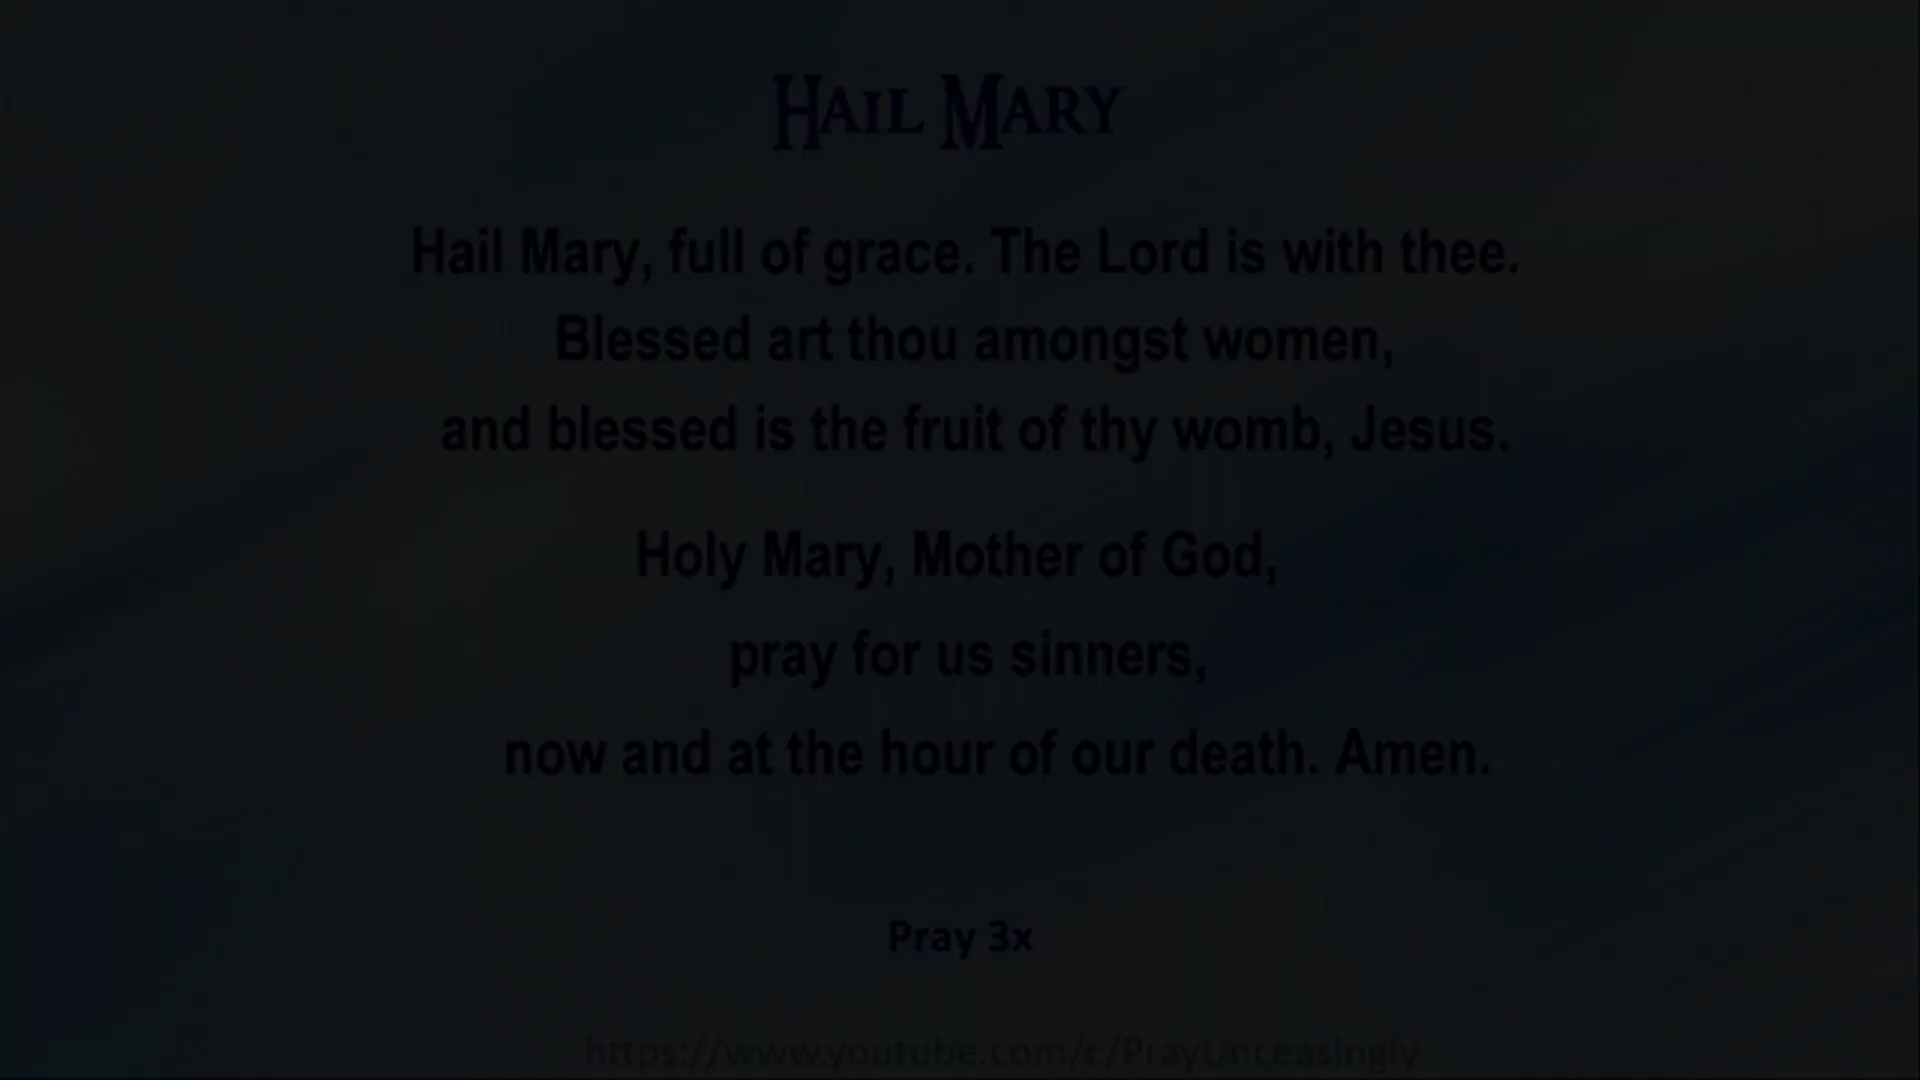 Hail Mary
Hail Mary, full of grace. The Lord is with thee.
Blessed art thou amongst women,
and blessed is the fruit of thy womb, Jesus.
Holy Mary, Mother of God,
pray for us sinners,
now and at the hour of our death. Amen.
Pray 3x
https://www.youtube.com/c/PrayUnceasingly